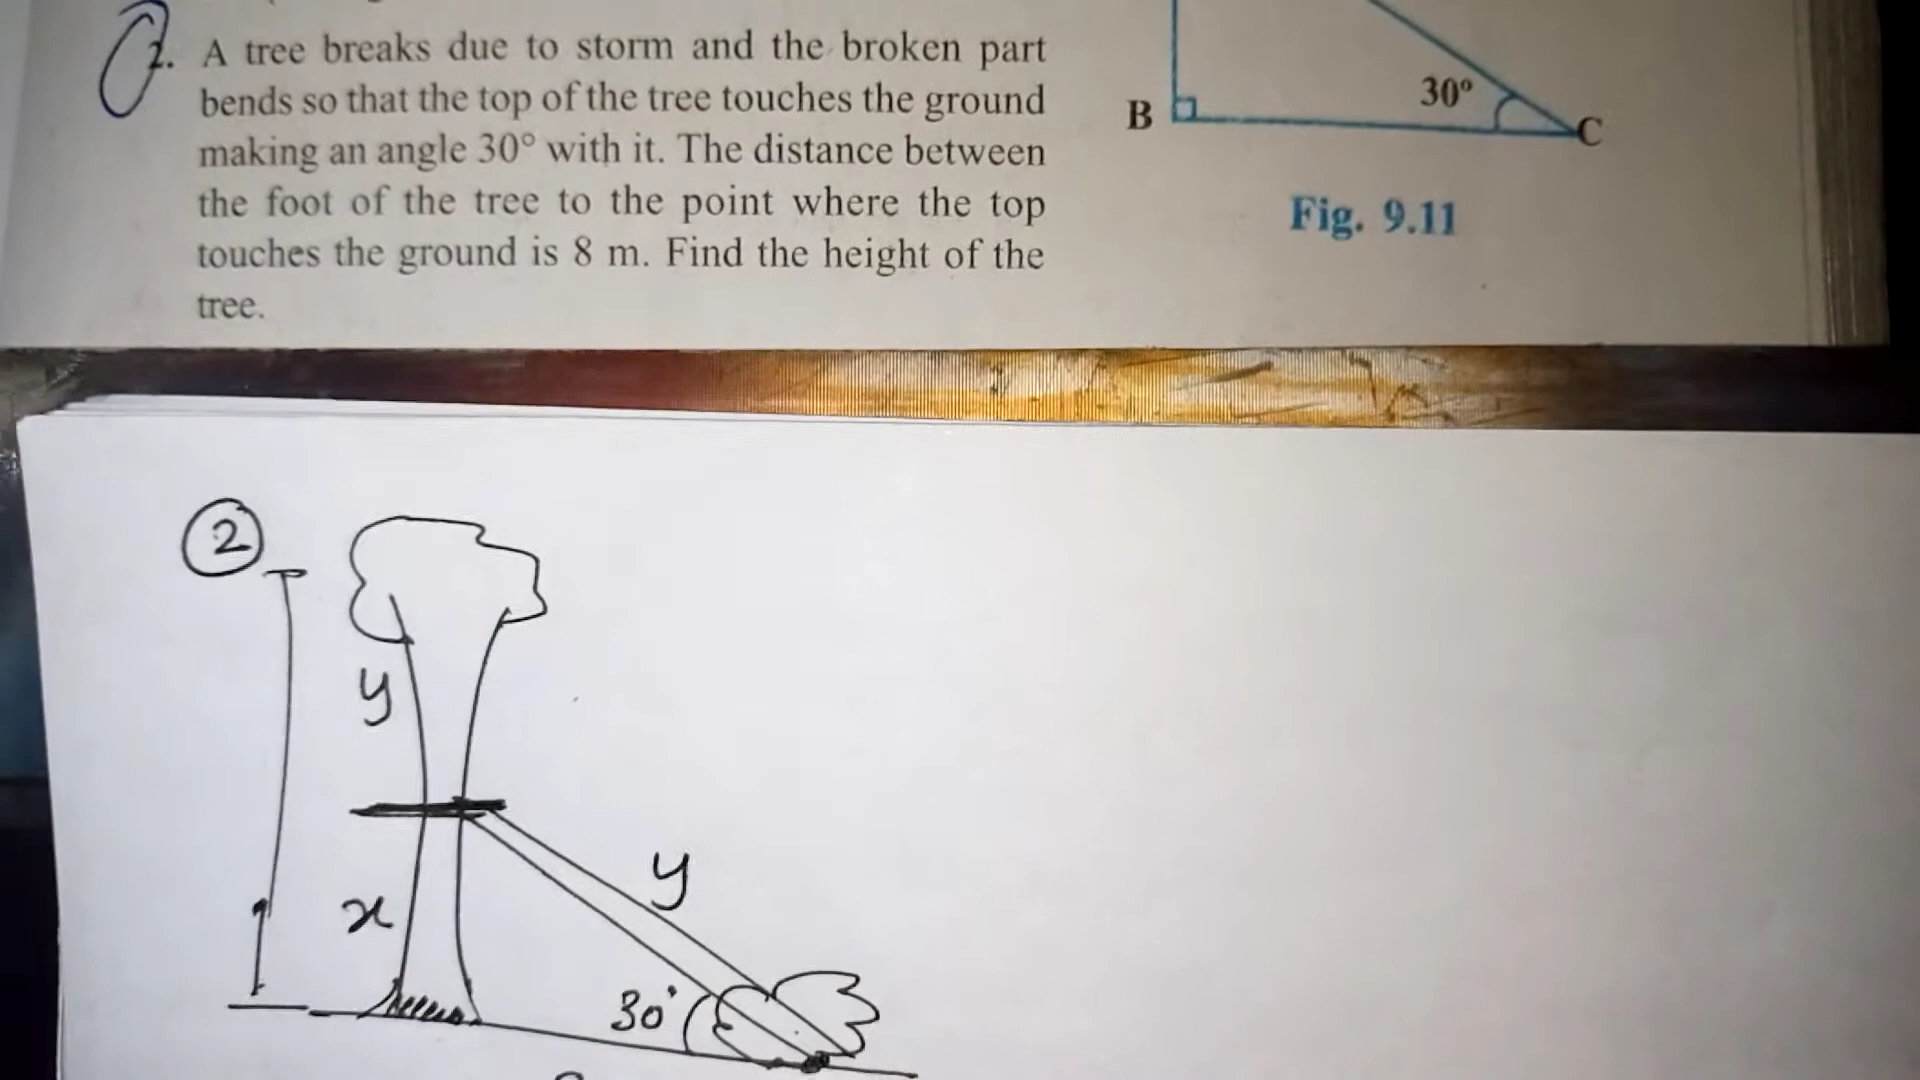 2. A tree breaks due to storm and the broken part
bends so that the top of the tree touches the ground
making an angle 30° with it. The distance between
the foot of the tree to the point where the top
touches the ground is 8 m. Find the height of the
tree.
30°
B
C
Fig. 9.11
2
y
y
x
30°